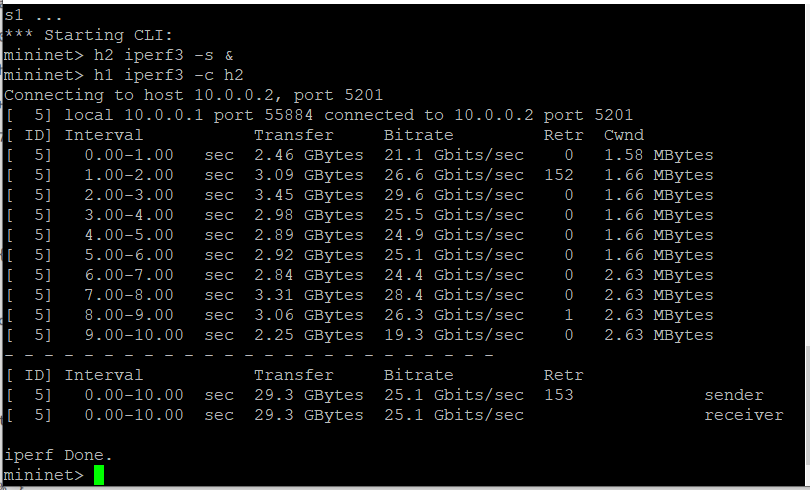 s1 ...
*** Starting CLI:
mininet> h2 iperf3 -s &
mininet> h1 iperf3 -c h2
Connecting to host 10.0.0.2, port 5201
[  5] local 10.0.0.1 port 55884 connected to 10.0.0.2 port 5201
[ ID] Interval           Transfer     Bitrate         Retr  Cwnd
[  5]   0.00-1.00   sec  2.46 GBytes  21.1 Gbits/sec    0   1.58 MBytes
[  5]   1.00-2.00   sec  3.09 GBytes  26.6 Gbits/sec  152   1.66 MBytes
[  5]   2.00-3.00   sec  3.45 GBytes  29.6 Gbits/sec    0   1.66 MBytes
[  5]   3.00-4.00   sec  2.98 GBytes  25.5 Gbits/sec    0   1.66 MBytes
[  5]   4.00-5.00   sec  2.89 GBytes  24.9 Gbits/sec    0   1.66 MBytes
[  5]   5.00-6.00   sec  2.92 GBytes  25.1 Gbits/sec    0   1.66 MBytes
[  5]   6.00-7.00   sec  2.84 GBytes  24.4 Gbits/sec    0   2.63 MBytes
[  5]   7.00-8.00   sec  3.31 GBytes  28.4 Gbits/sec    0   2.63 MBytes
[  5]   8.00-9.00   sec  3.06 GBytes  26.3 Gbits/sec    1   2.63 MBytes
[  5]   9.00-10.00  sec  2.25 GBytes  19.3 Gbits/sec    0   2.63 MBytes
- - - - - - - - - - - - - - - - - - - - - - - - -
[ ID] Interval           Transfer     Bitrate         Retr
[  5]   0.00-10.00  sec  29.3 GBytes  25.1 Gbits/sec  153             sender
[  5]   0.00-10.00  sec  29.3 GBytes  25.1 Gbits/sec                  receiver
iperf Done.
mininet>